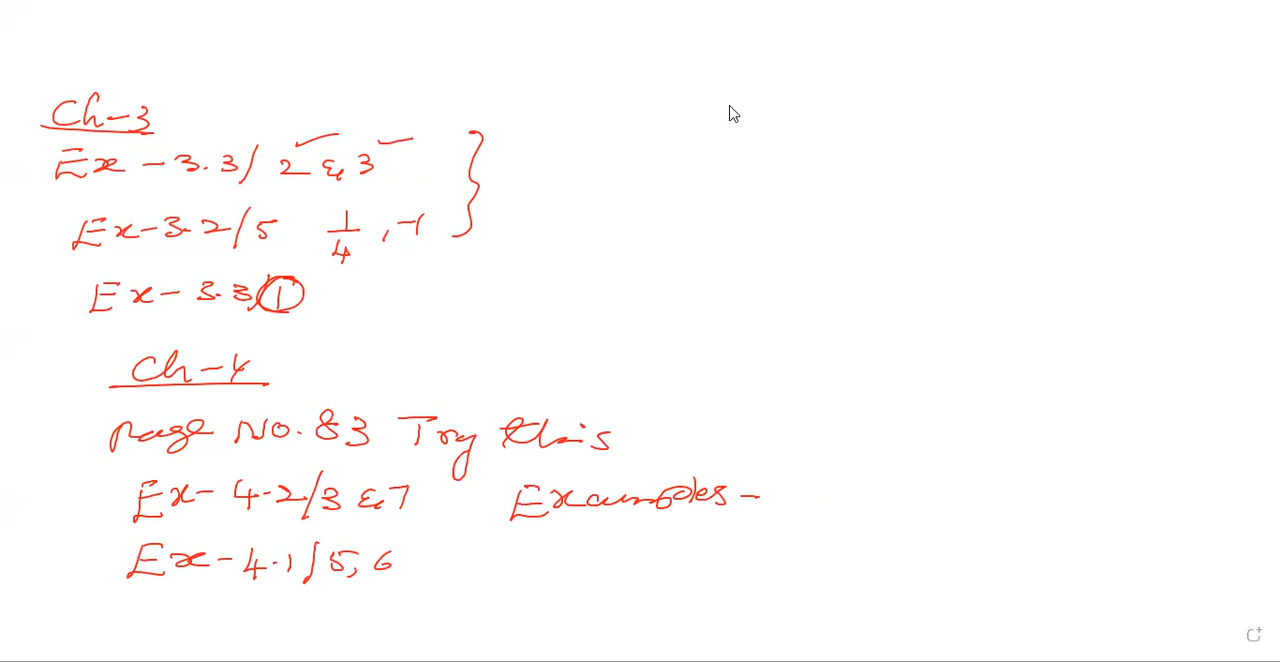 Ch-3
Ex-3.3/ 2 & 3
Ex-3.2/5 1/4, -1
Ex-3.3/1
Ch-4
Page No. 83 Try this
Ex-4.2/3 & 7 Examples -
Ex-4.1/5, 6